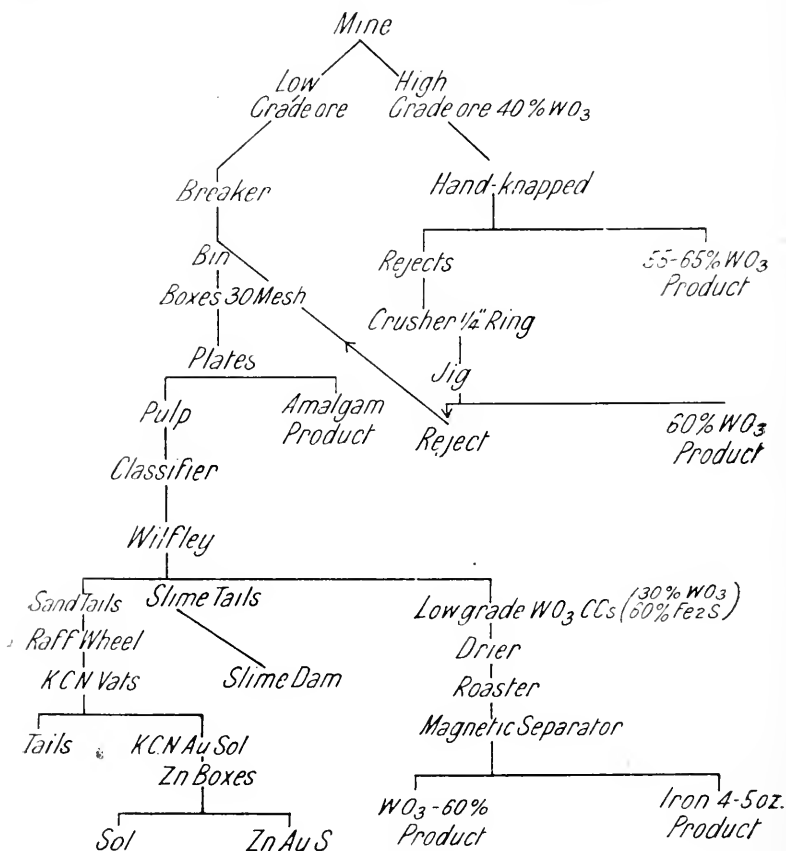 Mine
Low
Grade ore
High
Grade ore 40% WO3
Breaker
Hand-knapped
Bin
Rejects
55-65% WO3
Product
Boxes 30 Mesh
Crusher ¼" Ring
Plates
Jig
Pulp
Amalgam
Product
Reject
60% WO3
Product
Classifier
Wilfley
Sand Tails
Slime Tails
Low grade WO3 CCs (30% WO3
60% Fe2S)
Raff Wheel
Drier
KCN Vats
Slime Dam
Roaster
Tails
KCN Au Sol
Magnetic Separator
Zn Boxes
WO3-60%
Product
Iron 4-5oz.
Product
Sol
Zn Au S